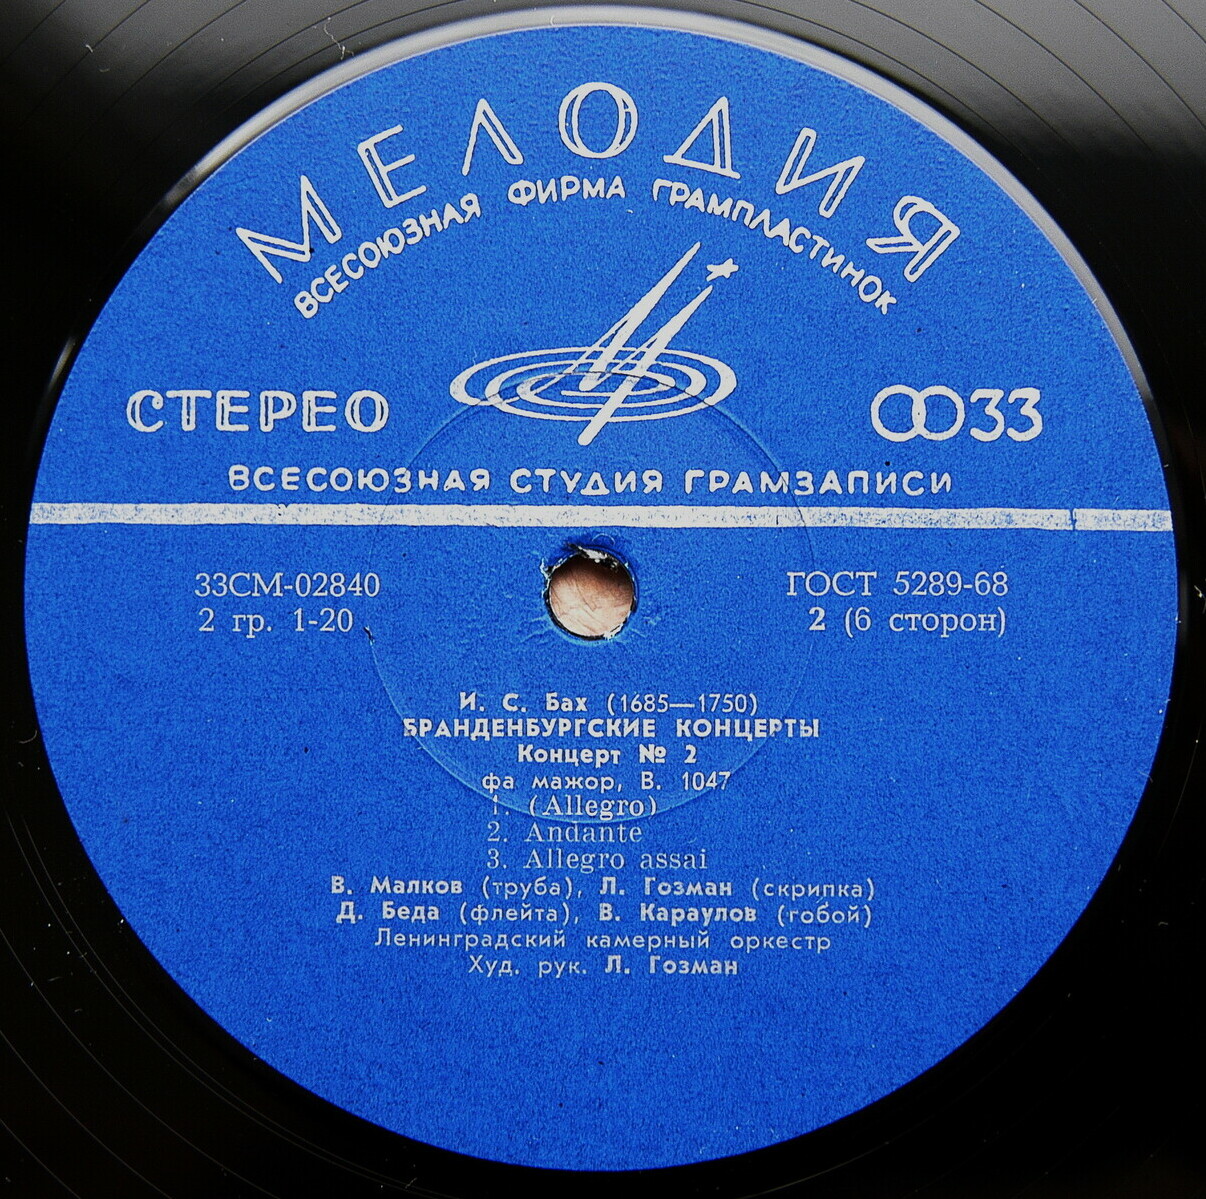 МЕЛОДИЯ
ВСЕСОЮЗНАЯ ФИРМА ГРАМПЛАСТИНОК
СТЕРЕО
33
ВСЕСОЮЗНАЯ СТУДИЯ ГРАМЗАПИСИ
33СМ-02840
ГОСТ 5289-68
2 гр. 1-20
2 (6 сторон)
И. С. Бах (1685—1750)
БРАНДЕНБУРГСКИЕ КОНЦЕРТЫ
Концерт № 2
фа мажор, В. 1047
1. (Allegro)
2. Andante
3. Allegro assai
В. Малков (труба), Л. Гозман (скрипка)
Д. Беда (флейта), В. Караулов (гобой)
Ленинградский камерный оркестр
Худ. рук. Л. Гозман